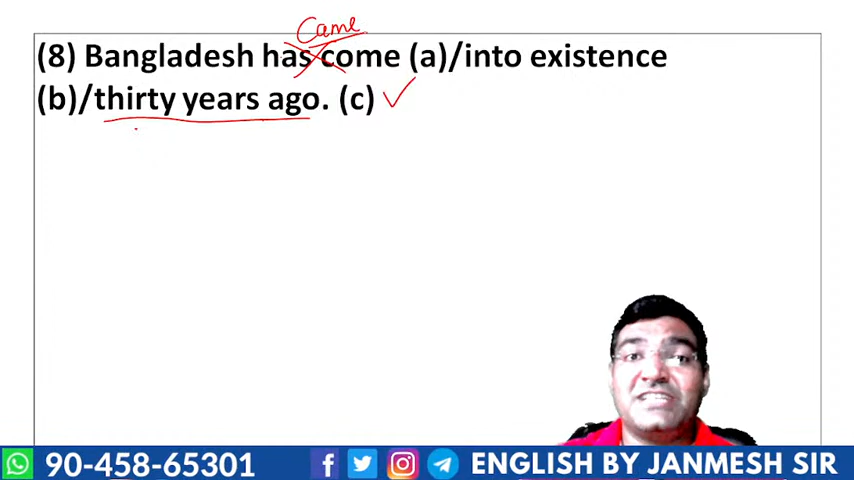 Came
(8) Bangladesh has come (a)/into existence
(b)/thirty years ago. (c)
90-458-65301 ENGLISH BY JANMESH SIR